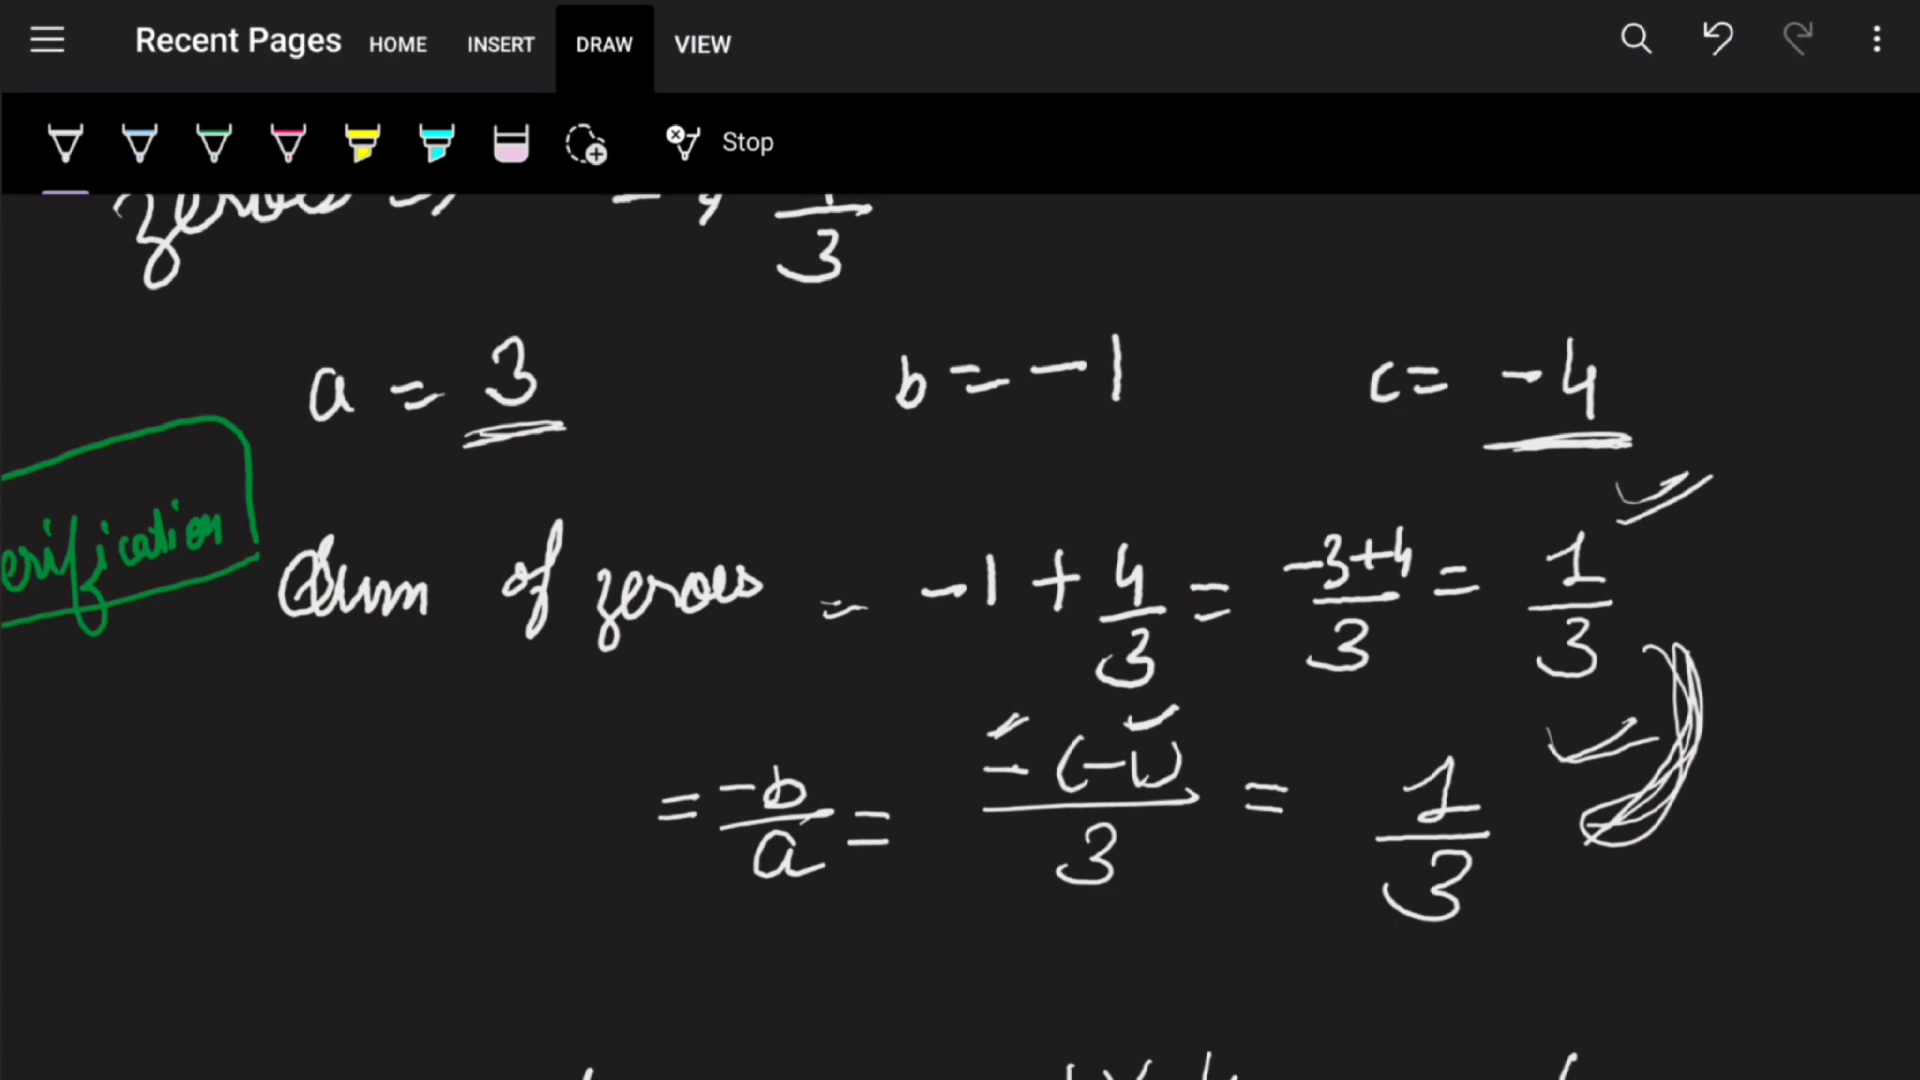 Recent Pages HOME INSERT DRAW VIEW
Stop
zeroes
3
a = 3 b = -1 c = -4
erification
Sum of zeroes = -1 + 4/3 = -3+4/3 = 1/3
= -b/a = -(-1)/3 = 1/3